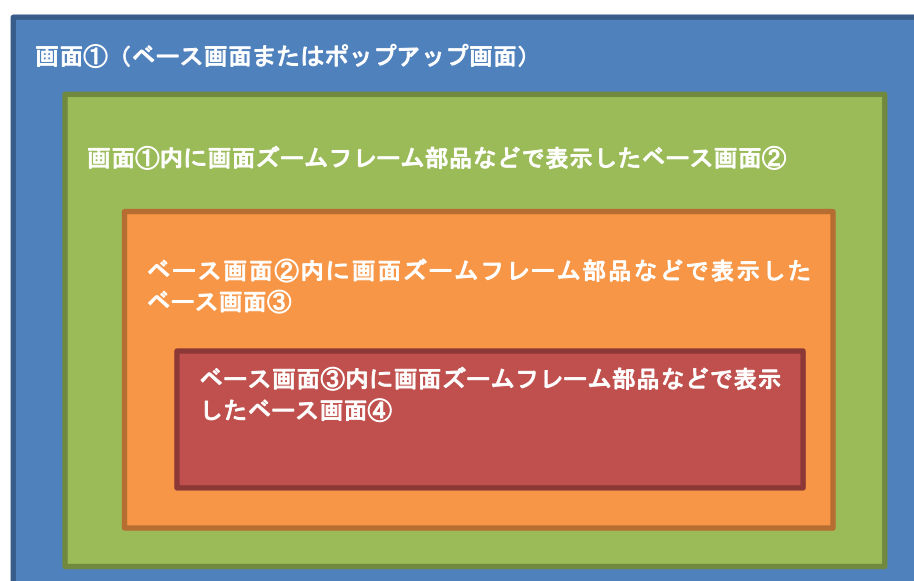 画面①（ベース画面またはポップアップ画面）
画面①内に画面ズームフレーム部品などで表示したベース画面②
ベース画面②内に画面ズームフレーム部品などで表示した
ベース画面③
ベース画面③内に画面ズームフレーム部品などで表示
したベース画面④